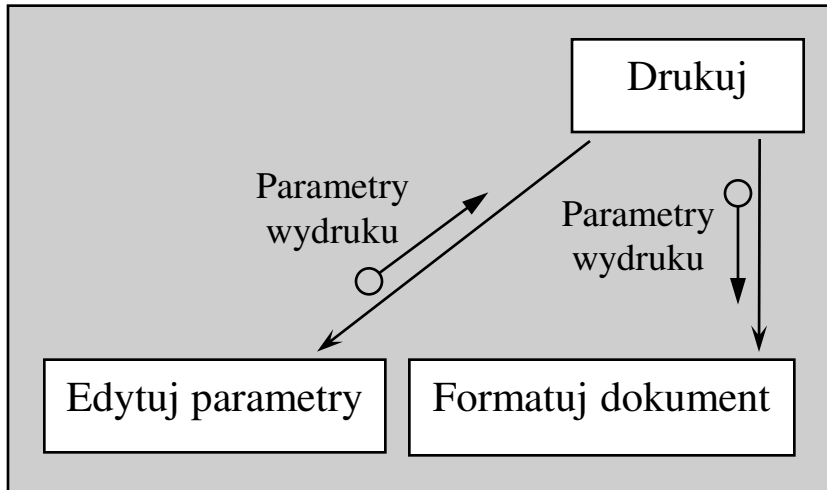 Drukuj
Parametry
wydruku
Parametry
wydruku
Edytuj parametry
Formatuj dokument